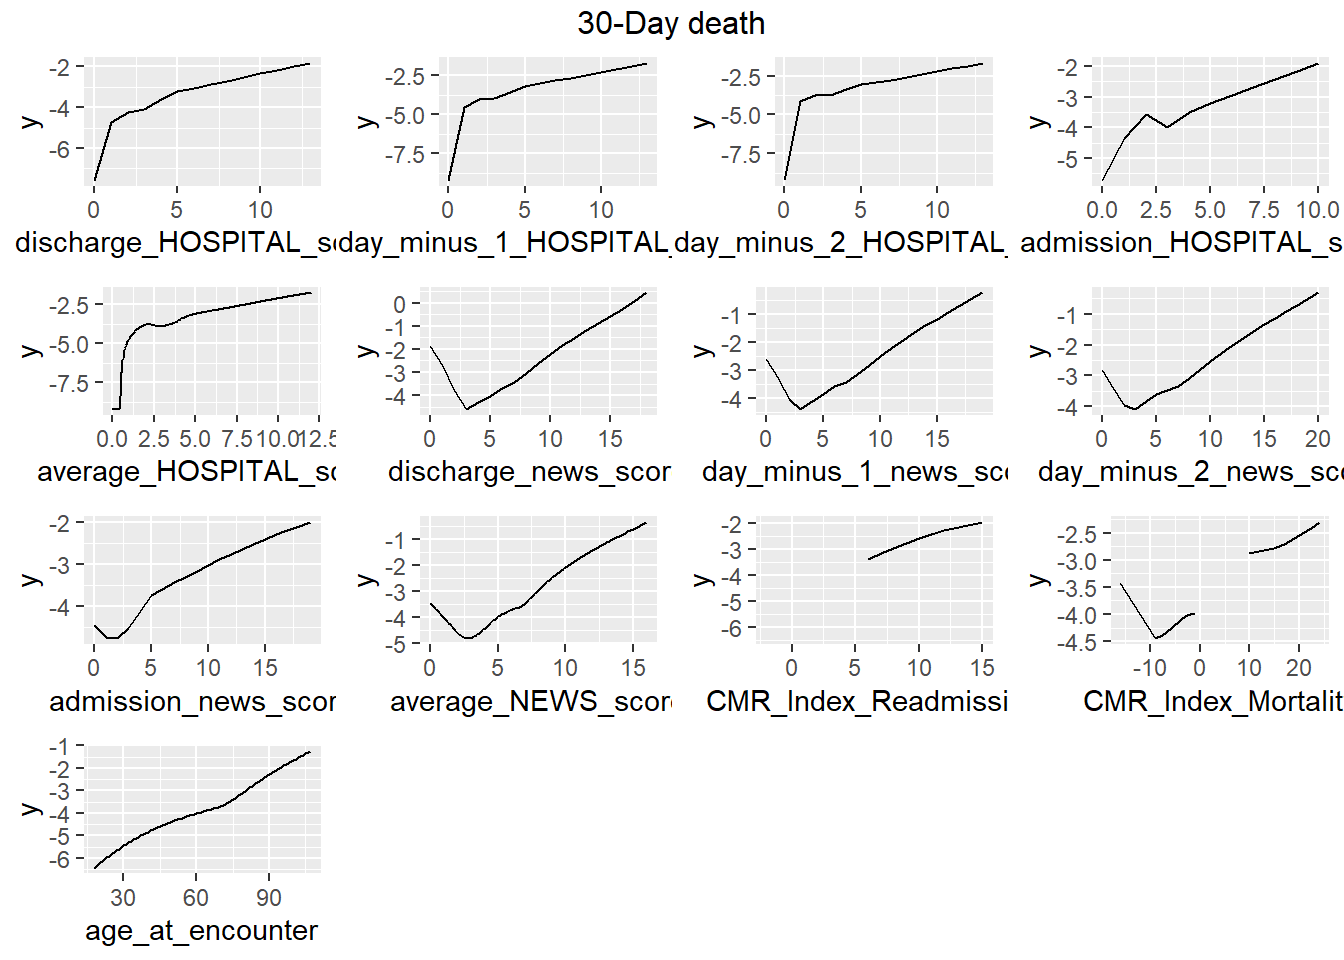 30-Day death
y
-2
-4
-6
0 5 10
discharge_HOSPITAL_s
y
-2.5
-5.0
-7.5
0 5 10
day_minus_1_HOSPITAL_
y
-2.5
-5.0
-7.5
0 5 10
day_minus_2_HOSPITAL_
y
-2
-3
-4
-5
0.0 2.5 5.0 7.5 10.0
admission_HOSPITAL_s
y
-2.5
-5.0
-7.5
0.0 2.5 5.0 7.5 10.0 12.5
average_HOSPITAL_sc
y
0
-1
-2
-3
-4
0 5 10 15
discharge_news_scor
y
-1
-2
-3
-4
0 5 10 15
day_minus_1_news_sco
y
-1
-2
-3
-4
0 5 10 15 20
day_minus_2_news_sco
y
-2
-3
-4
0 5 10 15
admission_news_scor
y
-1
-2
-3
-4
-5
0 5 10 15
average_NEWS_scor
y
-2
-3
-4
-5
-6
0 5 10 15
CMR_Index_Readmissi
y
-2.5
-3.0
-3.5
-4.0
-4.5
-10 0 10 20
CMR_Index_Mortalit
y
-1
-2
-3
-4
-5
-6
30 60 90
age_at_encounter